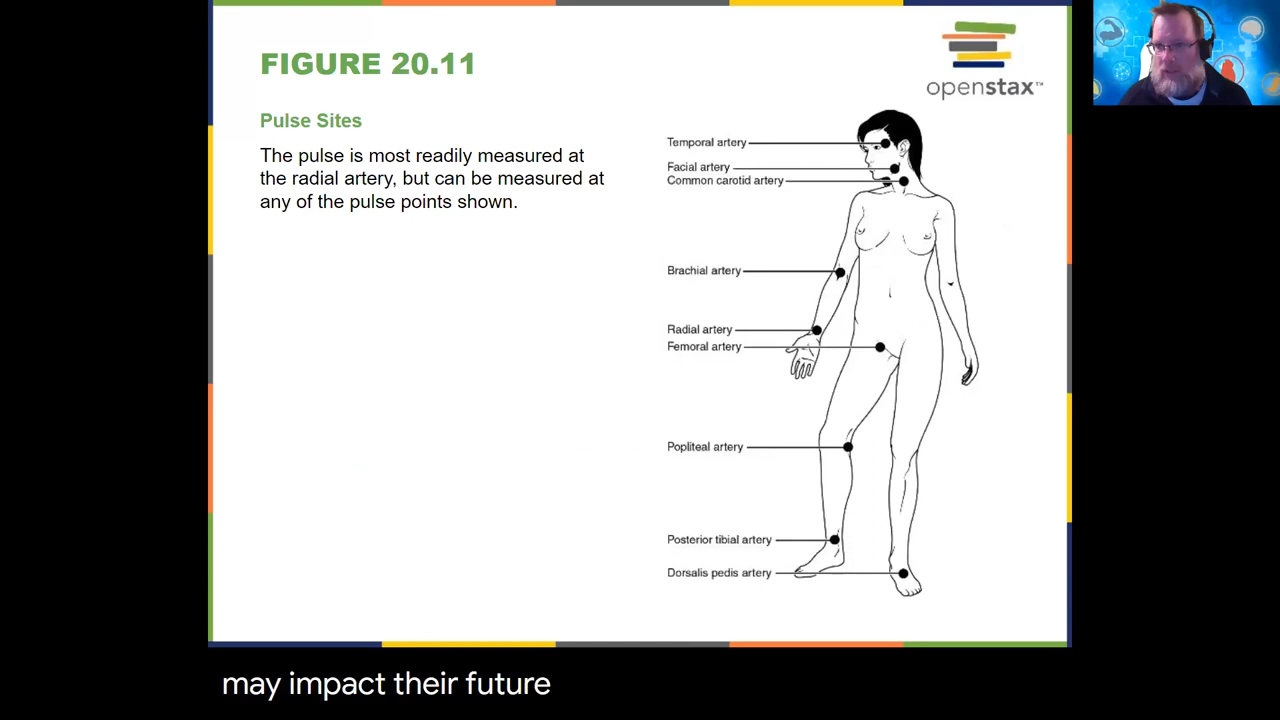 FIGURE 20.11
openstax™
Pulse Sites
The pulse is most readily measured at
the radial artery, but can be measured at
any of the pulse points shown.
Temporal artery
Facial artery
Common carotid artery
Brachial artery
Radial artery
Femoral artery
Popliteal artery
Posterior tibial artery
Dorsalis pedis artery
may impact their future